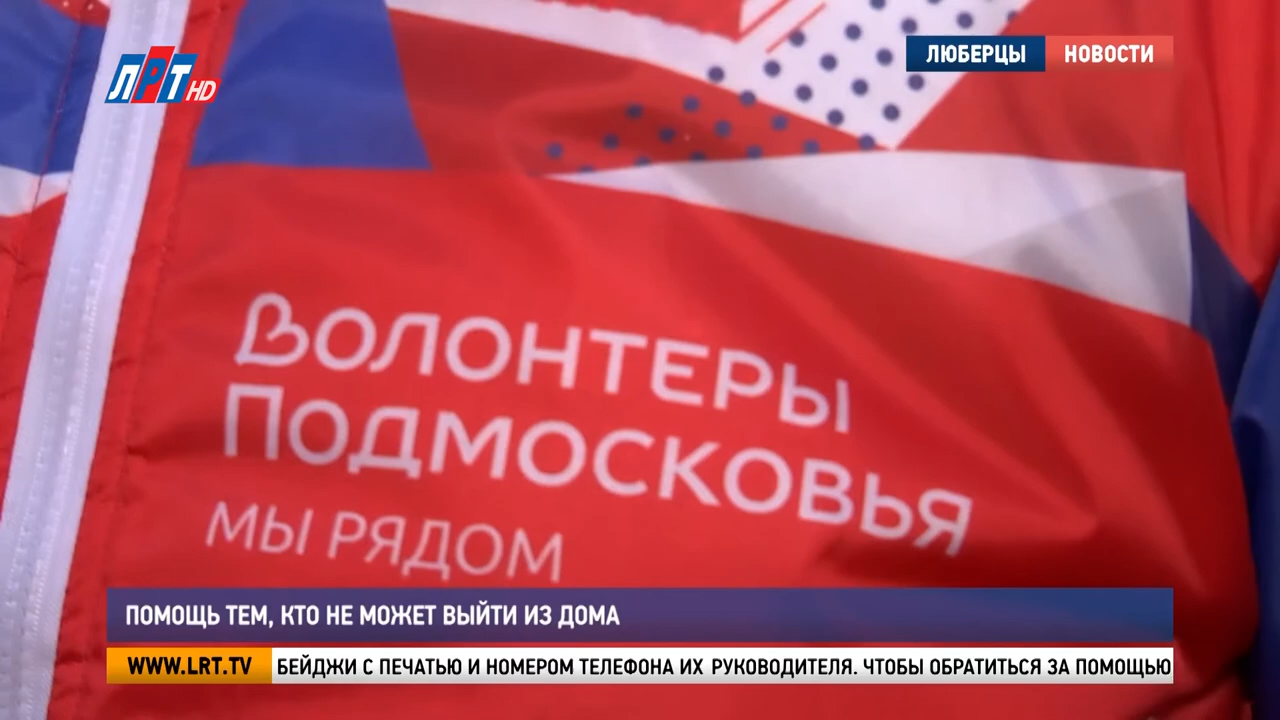 ЛРТ HD
ЛЮБЕРЦЫ НОВОСТИ
ВОЛОНТЕРЫ
ПОДМОСКОВЬЯ
МЫ РЯДОМ
ПОМОЩЬ ТЕМ, КТО НЕ МОЖЕТ ВЫЙТИ ИЗ ДОМА
WWW.LRT.TV БЕЙДЖИ С ПЕЧАТЬЮ И НОМЕРОМ ТЕЛЕФОНА ИХ РУКОВОДИТЕЛЯ. ЧТОБЫ ОБРАТИТЬСЯ ЗА ПОМОЩЬЮ